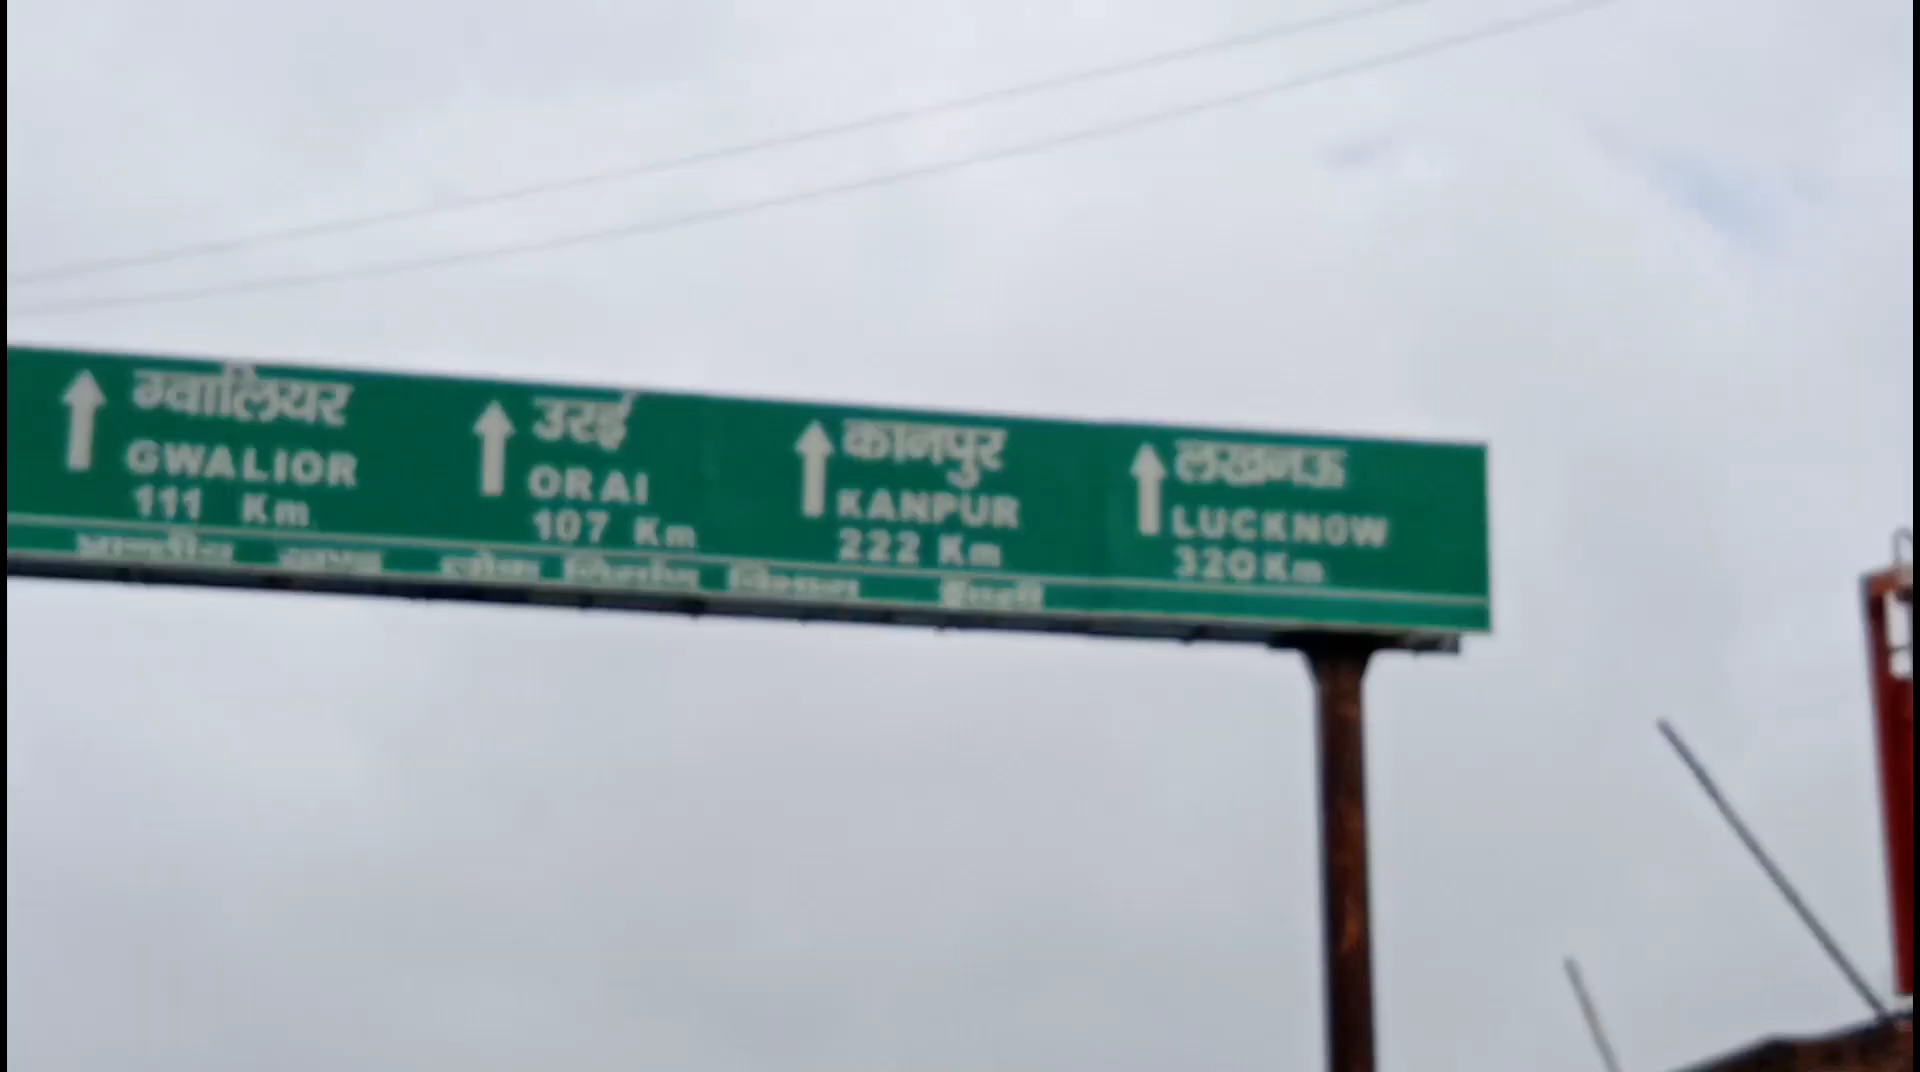 ग्वालियर
GWALIOR
111 Km
उरई
ORAI
107 Km
कानपुर
KANPUR
222 Km
लखनऊ
LUCKNOW
320 Km
लोक निर्माण विभाग